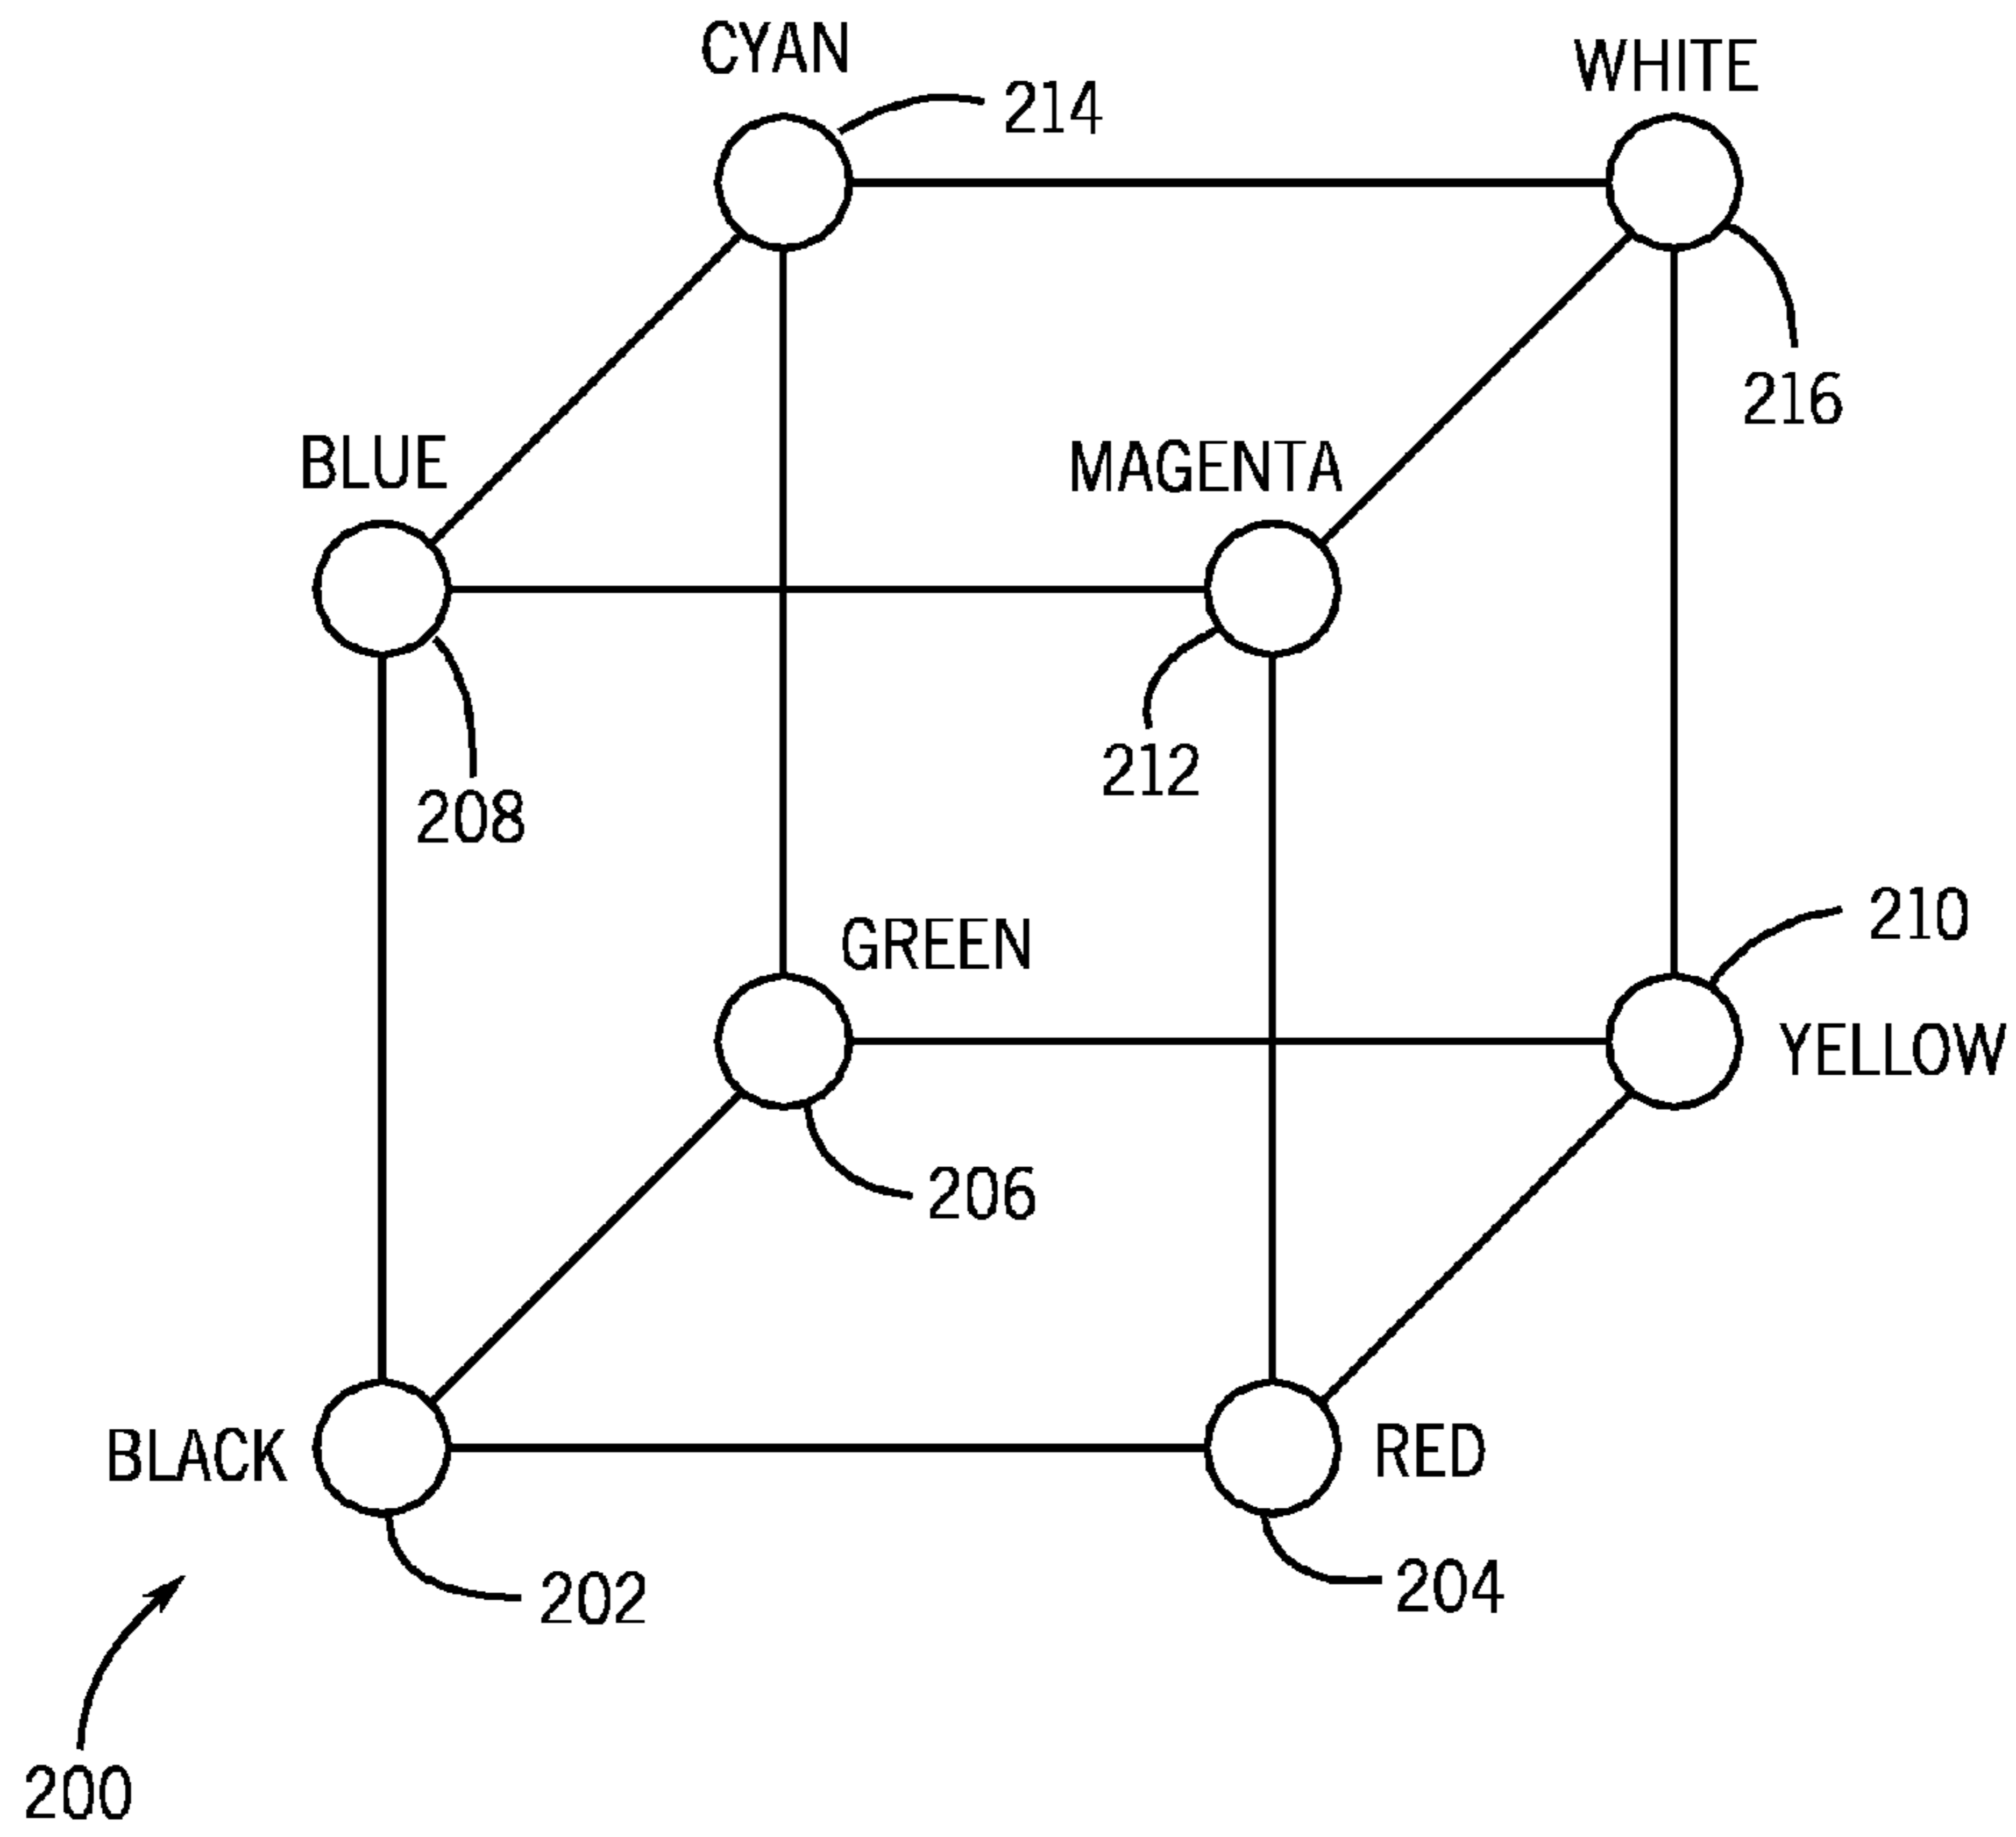 CYAN
WHITE
214
216
BLUE
MAGENTA
212
208
GREEN
210
YELLOW
206
BLACK
RED
202
204
200